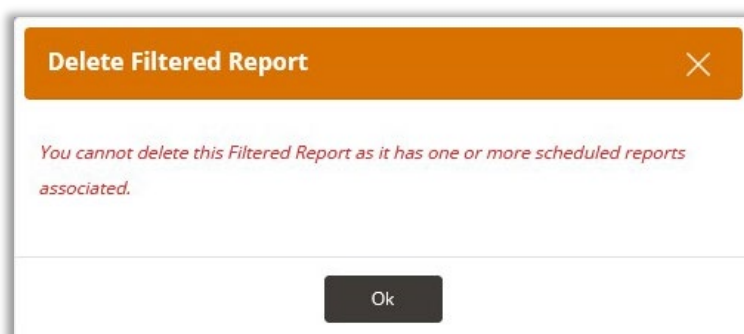 Delete Filtered Report
You cannot delete this Filtered Report as it has one or more scheduled reports
associated.
Ok